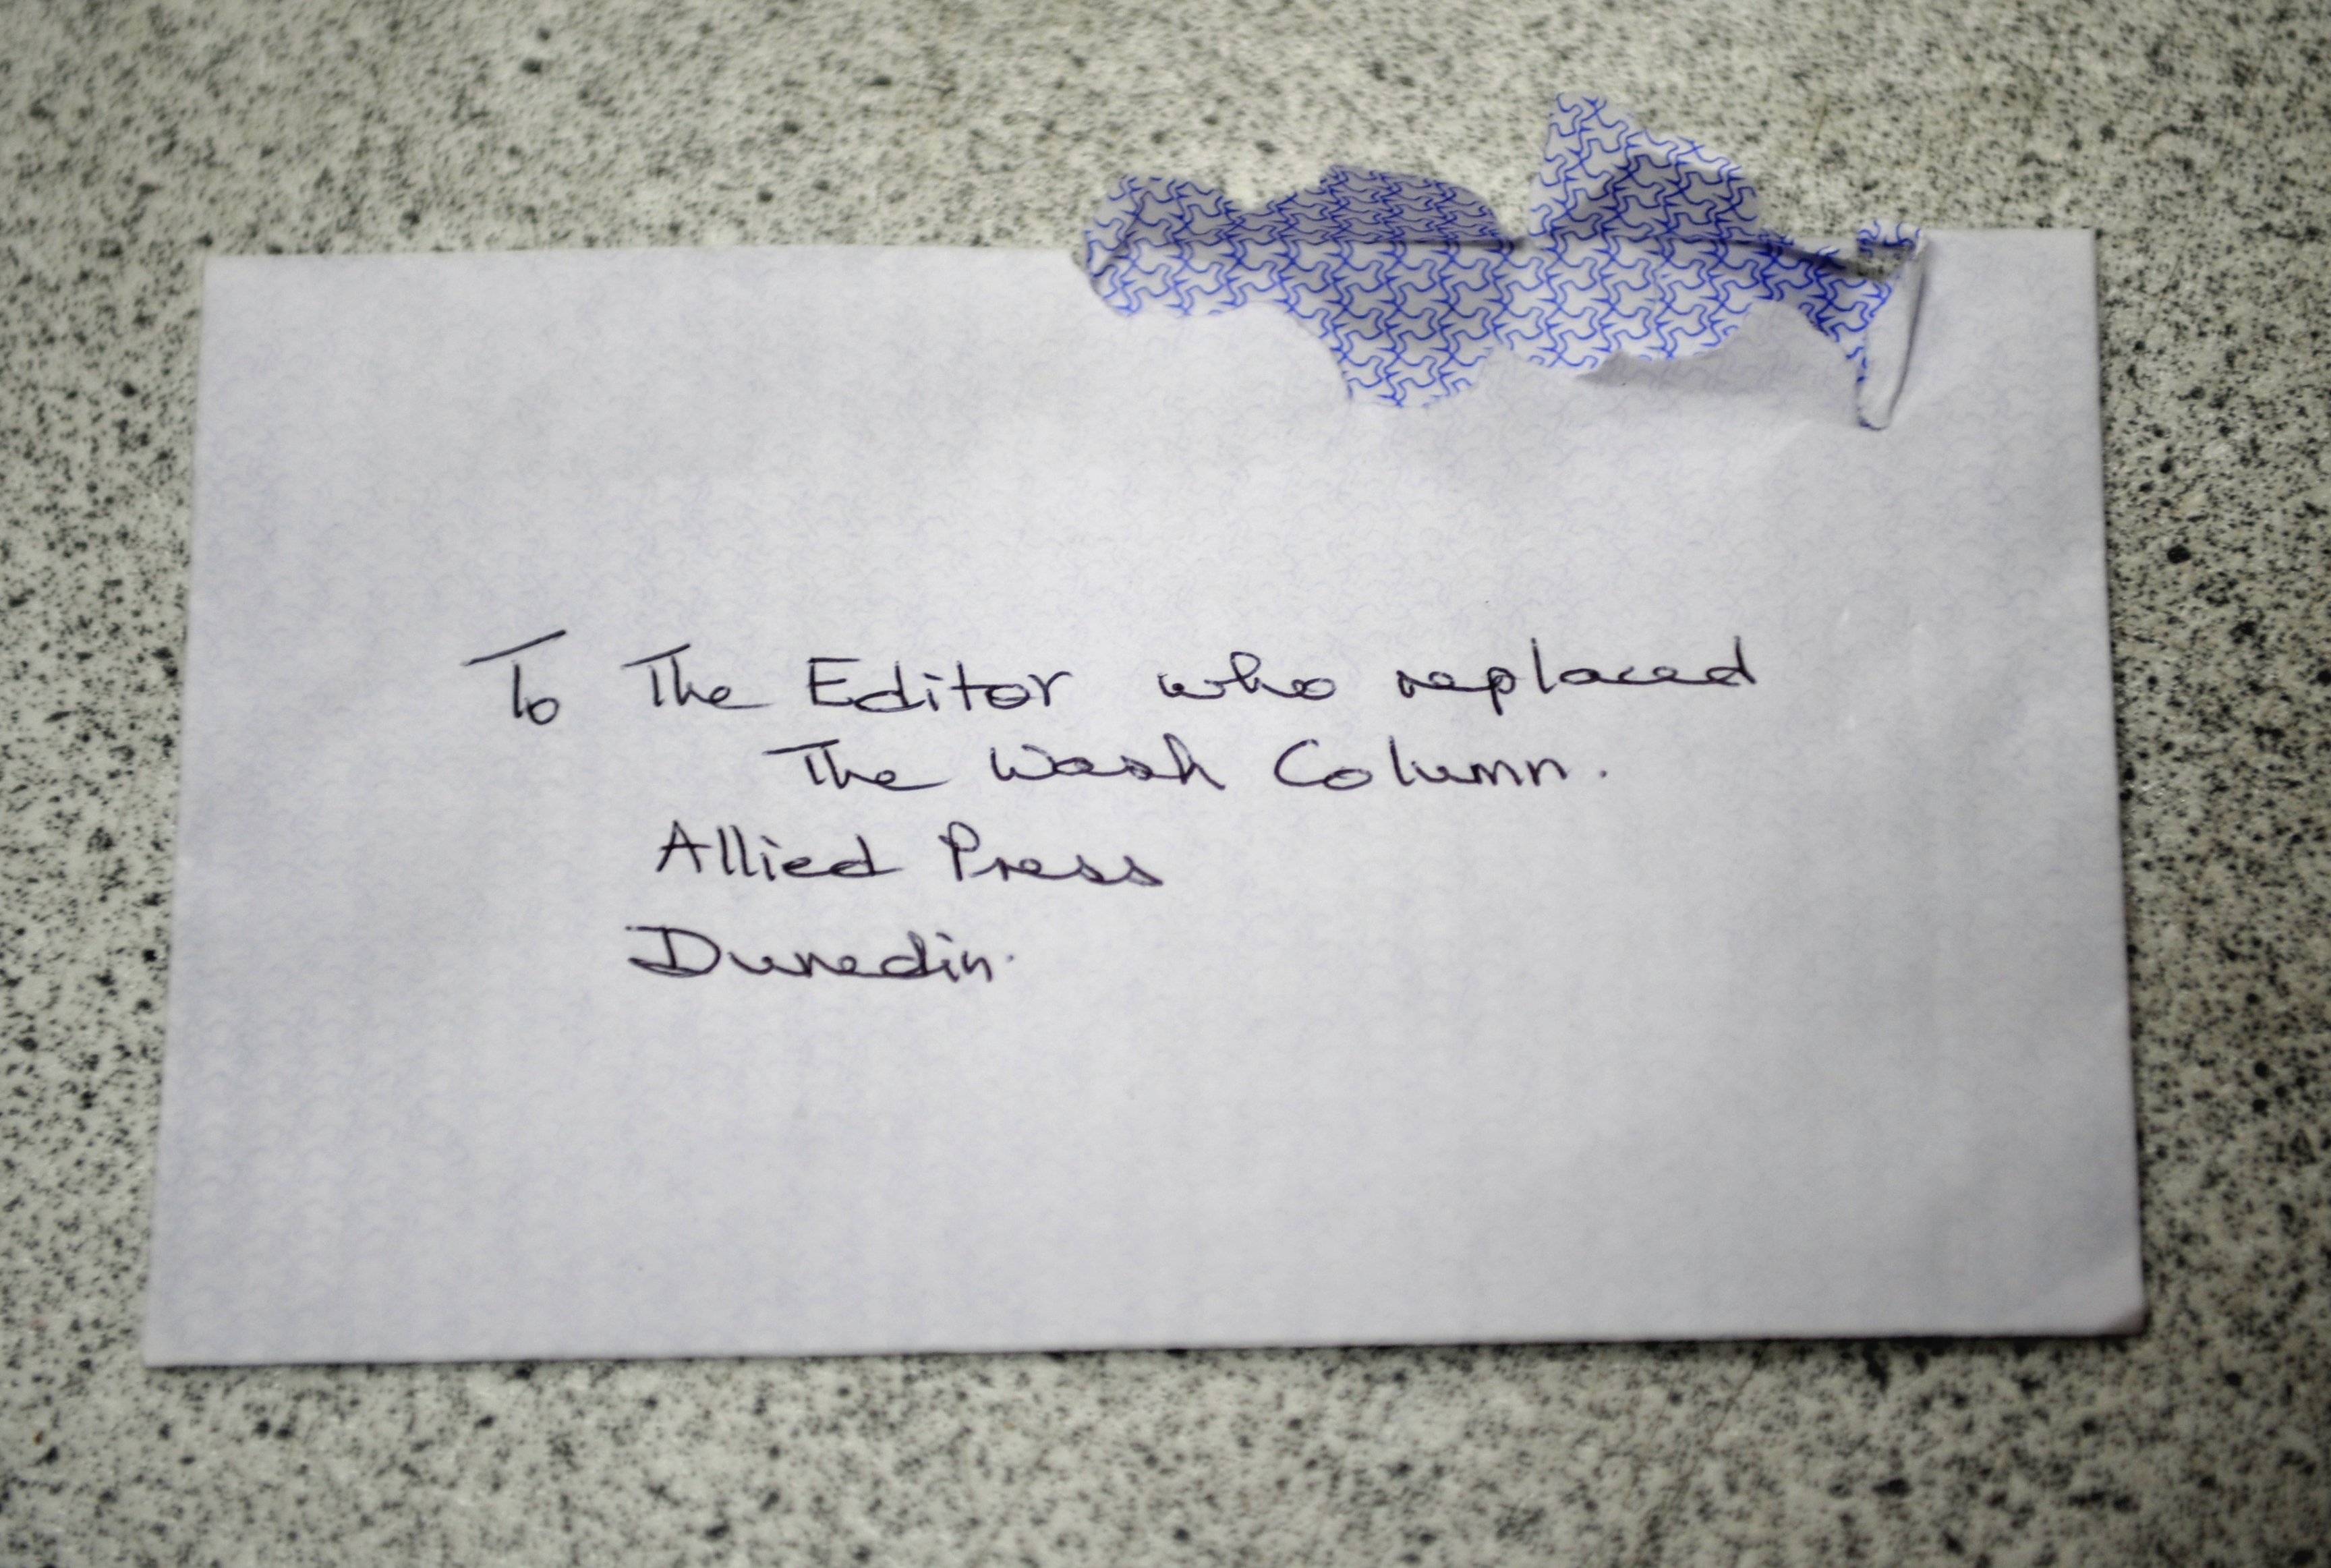 To The Editor who replaced
The Wash Column.
Allied Press
Dunedin.